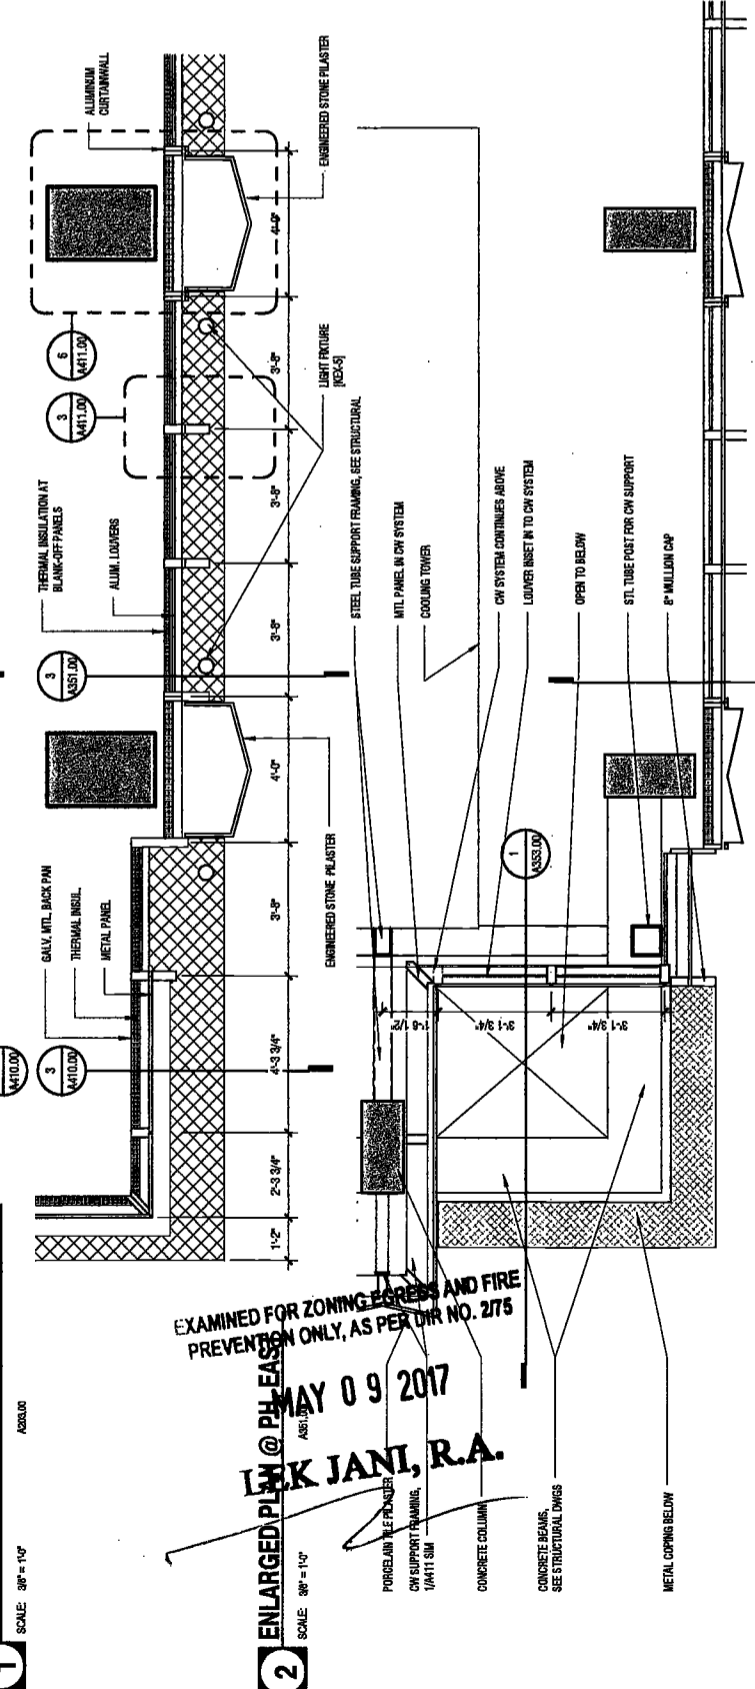 ALUMINUM
CURTAINWALL
ENGINEERED STONE PILASTER
6
A411.00
3
A411.00
THERMAL INSULATION AT
BLANK-OFF PANELS
ALUM. LOUVERS
3
A351.00
LIGHT FIXTURE
[KEX-5]
GALV. MTL. BACK PAN
THERMAL INSUL.
METAL PANEL
A410.00
3
A410.00
ENGINEERED STONE PILASTER
1'-2"
2'-3 3/4"
4'-3 3/4"
3'-8"
4'-0"
3'-8"
3'-8"
3'-8"
4'-0"
1
SCALE: 3/8" = 1'-0"
A203.00
STEEL TUBE SUPPORT FRAMING, SEE STRUCTURAL
MTL PANEL IN CW SYSTEM
COOLING TOWER
CW SYSTEM CONTINUES ABOVE
LOUVER INSET IN TO CW SYSTEM
OPEN TO BELOW
STL TUBE POST FOR CW SUPPORT
8" MULLION CAP
1
A353.00
1'-6 1/2"
3'-1 3/4"
3'-1 3/4"
EXAMINED FOR ZONING EGRESS AND FIRE
PREVENTION ONLY, AS PER DIR NO. 2/75
MAY 09 2017
LEK JANI, R.A.
2
ENLARGED PLAN @ PH EAST
SCALE: 3/8" = 1'-0"
A351.00
PORCELAIN TILE PILASTER
CW SUPPORT FRAMING,
1/A411 SIM
CONCRETE COLUMN
CONCRETE BEAMS,
SEE STRUCTURAL DWGS
METAL COPING BELOW